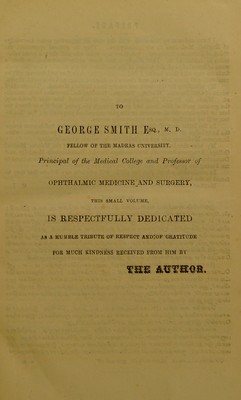 TO
GEORGE SMITH ESQ., M. D.
FELLOW OF THE MADRAS UNIVERSITY,
Principal of the Medical College and Professor of
OPHTHALMIC MEDICINE AND SURGERY,
THIS SMALL VOLUME,
IS RESPECTFULLY DEDICATED
AS A HUMBLE TRIBUTE OF RESPECT AND OF GRATITUDE
FOR MUCH KINDNESS RECEIVED FROM HIM BY
THE AUTHOR.